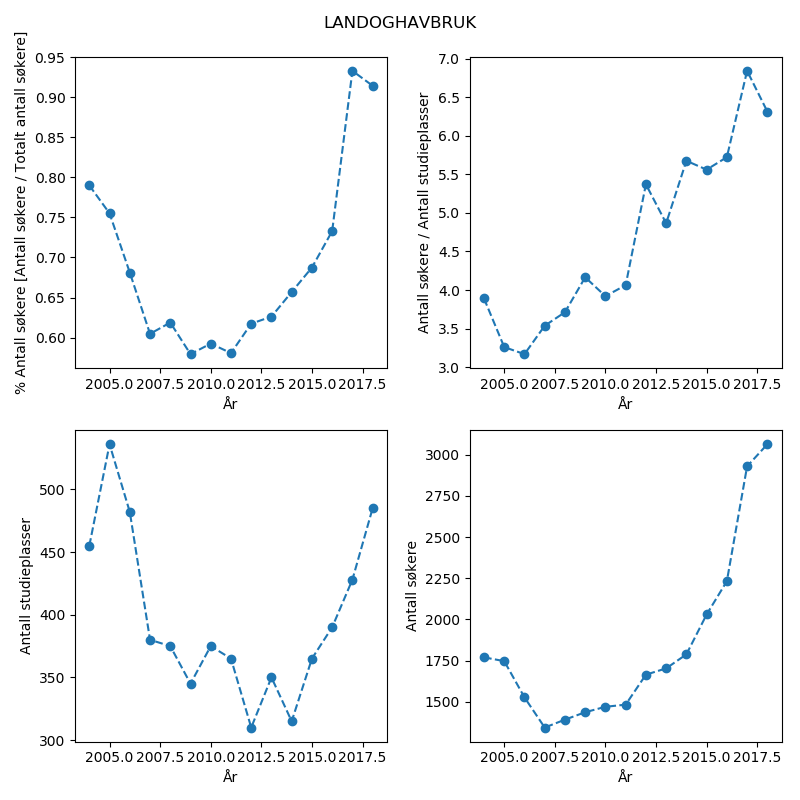 LANDOGHAVBRUK
% Antall søkere [Antall søkere / Totalt antall søkere]
0.95
0.90
0.85
0.80
0.75
0.70
0.65
0.60
2005.0 2007.5 2010.0 2012.5 2015.0 2017.5
År
Antall søkere / Antall studieplasser
7.0
6.5
6.0
5.5
5.0
4.5
4.0
3.5
3.0
2005.0 2007.5 2010.0 2012.5 2015.0 2017.5
År
Antall studieplasser
500
450
400
350
300
2005.0 2007.5 2010.0 2012.5 2015.0 2017.5
År
Antall søkere
3000
2750
2500
2250
2000
1750
1500
2005.0 2007.5 2010.0 2012.5 2015.0 2017.5
År